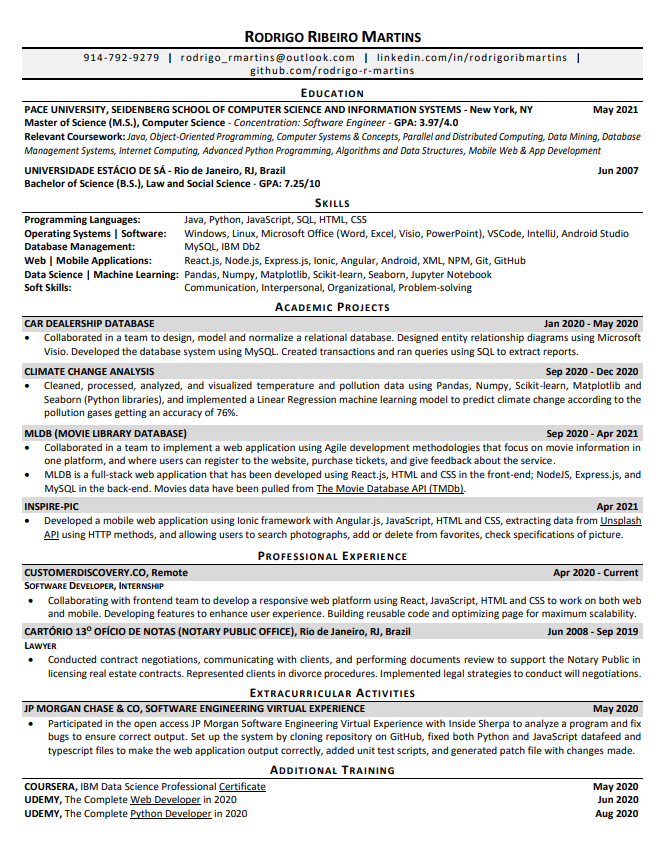 RODRIGO RIBEIRO MARTINS
914-792-9279 | rodrigo_rmartins@outlook.com | linkedin.com/in/rodrigoribmartins |
github.com/rodrigo-r-martins
EDUCATION
PACE UNIVERSITY, SEIDENBERG SCHOOL OF COMPUTER SCIENCE AND INFORMATION SYSTEMS - New York, NY May 2021
Master of Science (M.S.), Computer Science - Concentration: Software Engineer - GPA: 3.97/4.0
Relevant Coursework: Java, Object-Oriented Programming, Computer Systems & Concepts, Parallel and Distributed Computing, Data Mining, Database
Management Systems, Internet Computing, Advanced Python Programming, Algorithms and Data Structures, Mobile Web & App Development
UNIVERSIDADE ESTÁCIO DE SÁ - Rio de Janeiro, RJ, Brazil Jun 2007
Bachelor of Science (B.S.), Law and Social Science - GPA: 7.25/10
SKILLS
Programming Languages: Java, Python, JavaScript, SQL, HTML, CSS
Operating Systems | Software: Windows, Linux, Microsoft Office (Word, Excel, Visio, PowerPoint), VSCode, IntelliJ, Android Studio
Database Management: MySQL, IBM Db2
Web | Mobile Applications: React.js, Node.js, Express.js, Ionic, Angular, Android, XML, NPM, Git, GitHub
Data Science | Machine Learning: Pandas, Numpy, Matplotlib, Scikit-learn, Seaborn, Jupyter Notebook
Soft Skills: Communication, Interpersonal, Organizational, Problem-solving
ACADEMIC PROJECTS
CAR DEALERSHIP DATABASE Jan 2020 - May 2020
• Collaborated in a team to design, model and normalize a relational database. Designed entity relationship diagrams using Microsoft
Visio. Developed the database system using MySQL. Created transactions and ran queries using SQL to extract reports.
CLIMATE CHANGE ANALYSIS Sep 2020 - Dec 2020
• Cleaned, processed, analyzed, and visualized temperature and pollution data using Pandas, Numpy, Scikit-learn, Matplotlib and
Seaborn (Python libraries), and implemented a Linear Regression machine learning model to predict climate change according to the
pollution gases getting an accuracy of 76%.
MLDB (MOVIE LIBRARY DATABASE) Sep 2020 - Apr 2021
• Collaborated in a team to implement a web application using Agile development methodologies that focus on movie information in
one platform, and where users can register to the website, purchase tickets, and give feedback about the service.
• MLDB is a full-stack web application that has been developed using React.js, HTML and CSS in the front-end; NodeJS, Express.js, and
MySQL in the back-end. Movies data have been pulled from The Movie Database API (TMDb).
INSPIRE-PIC Apr 2021
• Developed a mobile web application using Ionic framework with Angular.js, JavaScript, HTML and CSS, extracting data from Unsplash
API using HTTP methods, and allowing users to search photographs, add or delete from favorites, check specifications of picture.
PROFESSIONAL EXPERIENCE
CUSTOMERDISCOVERY.CO, Remote Apr 2020 - Current
SOFTWARE DEVELOPER, INTERNSHIP
• Collaborating with frontend team to develop a responsive web platform using React, JavaScript, HTML and CSS to work on both web
and mobile. Developing features to enhance user experience. Building reusable code and optimizing page for maximum scalability.
CARTÓRIO 13º OFÍCIO DE NOTAS (NOTARY PUBLIC OFFICE), Rio de Janeiro, RJ, Brazil Jun 2008 - Sep 2019
LAWYER
• Conducted contract negotiations, communicating with clients, and performing documents review to support the Notary Public in
licensing real estate contracts. Represented clients in divorce procedures. Implemented legal strategies to conduct will negotiations.
EXTRACURRICULAR ACTIVITIES
JP MORGAN CHASE & CO, SOFTWARE ENGINEERING VIRTUAL EXPERIENCE May 2020
• Participated in the open access JP Morgan Software Engineering Virtual Experience with Inside Sherpa to analyze a program and fix
bugs to ensure correct output. Set up the system by cloning repository on GitHub, fixed both Python and JavaScript datafeed and
typescript files to make the web application output correctly, added unit test scripts, and generated patch file with changes made.
ADDITIONAL TRAINING
COURSERA, IBM Data Science Professional Certificate May 2020
UDEMY, The Complete Web Developer in 2020 Jun 2020
UDEMY, The Complete Python Developer in 2020 Aug 2020